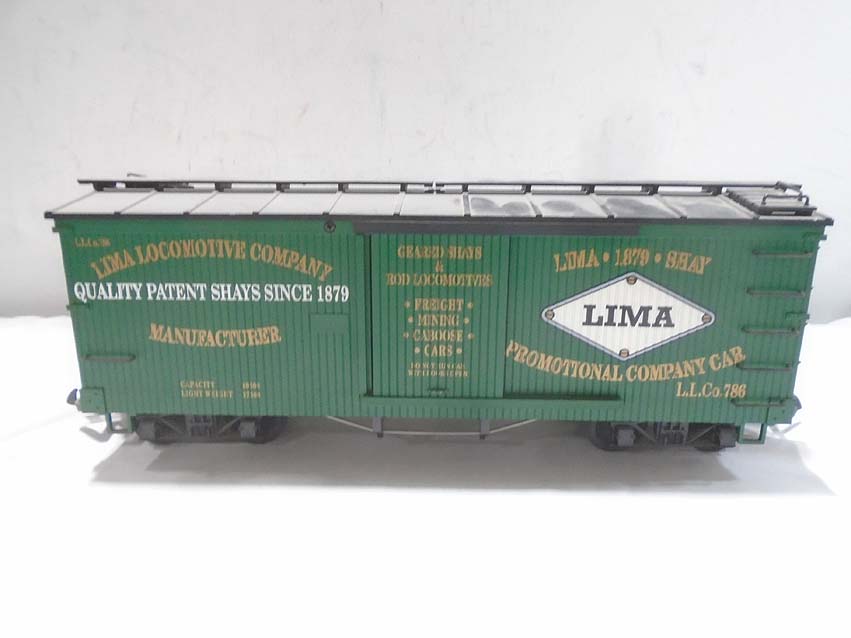 LIMA LOCOMOTIVE COMPANY
QUALITY PATENT SHAYS SINCE 1879
MANUFACTURER
CAPACITY
LIGHT WEIGHT
GEARED SHAYS
&
ROD LOCOMOTIVES
• FREIGHT •
• MINING •
• CABOOSE •
• CARS •
LIMA • 1879 • SHAY
LIMA
PROMOTIONAL COMPANY CAR
L.L.Co. 786